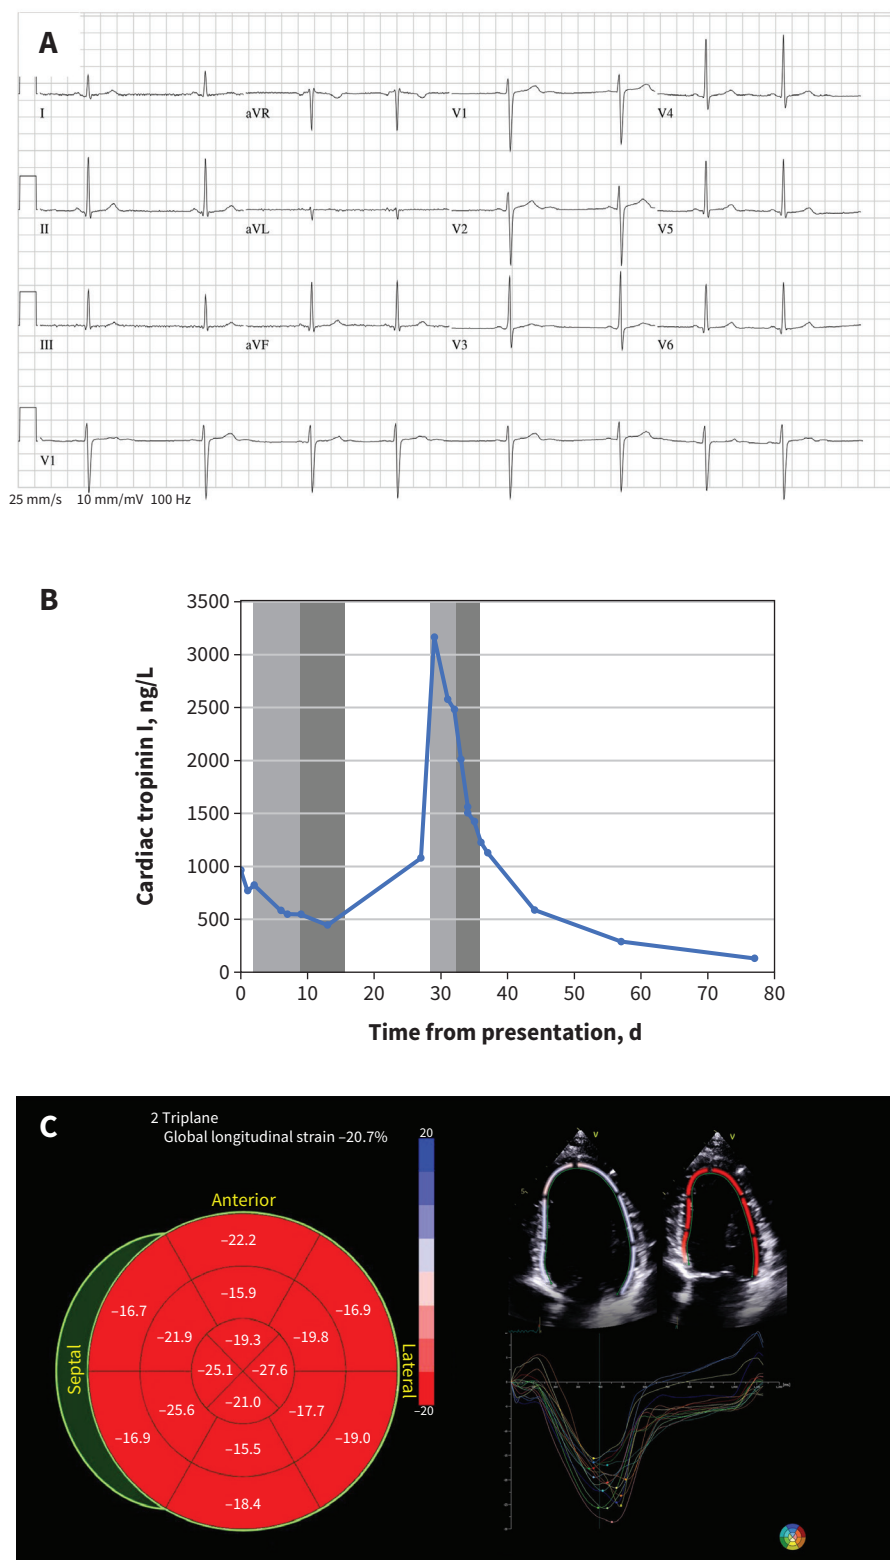 A
I aVR V1 V4
II aVL V2 V5
III aVF V3 V6
V1
25 mm/s 10 mm/mV 100 Hz
B
Cardiac tropinin I, ng/L
3500
3000
2500
2000
1500
1000
500
0
0 10 20 30 40 50 60 70 80
Time from presentation, d
C
2 Triplane
Global longitudinal strain –20.7%
20
–20
Anterior
Septal
Lateral
–22.2
–15.9
–16.7
–16.9
–21.9
–19.3
–19.8
–25.1
–27.6
–21.0
–25.6
–17.7
–16.9
–19.0
–15.5
–18.4
V
V